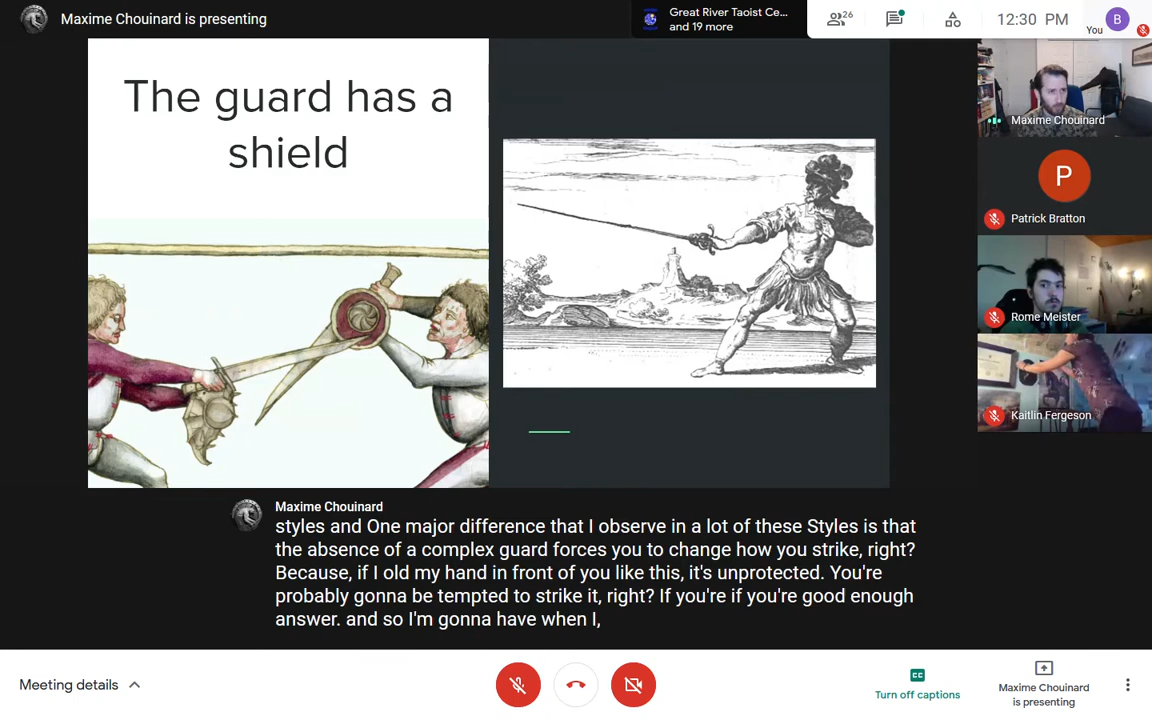 Maxime Chouinard is presenting
Great River Taoist Ce...
and 19 more
26
12:30 PM
You
B
The guard has a
shield
Maxime Chouinard
P
Patrick Bratton
Rome Meister
Kaitlin Fergeson
Maxime Chouinard
styles and One major difference that I observe in a lot of these Styles is that
the absence of a complex guard forces you to change how you strike, right?
Because, if I old my hand in front of you like this, it's unprotected. You're
probably gonna be tempted to strike it, right? If you're if you're good enough
answer. and so I'm gonna have when I,
Meeting details
CC
Turn off captions
Maxime Chouinard
is presenting